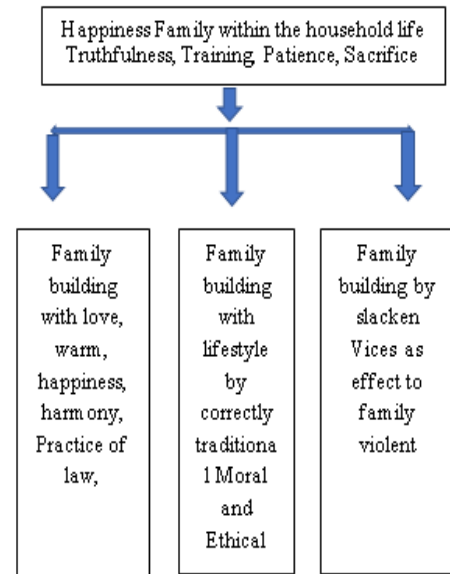 Happiness Family within the household life
Truthfulness, Training, Patience, Sacrifice
Family
building
with love,
warm,
happiness,
harmony,
Practice of
law,
Family
building
with
lifestyle
by
correctly
traditiona
l Moral
and
Ethical
Family
building by
slacken
Vices as
effect to
family
violent